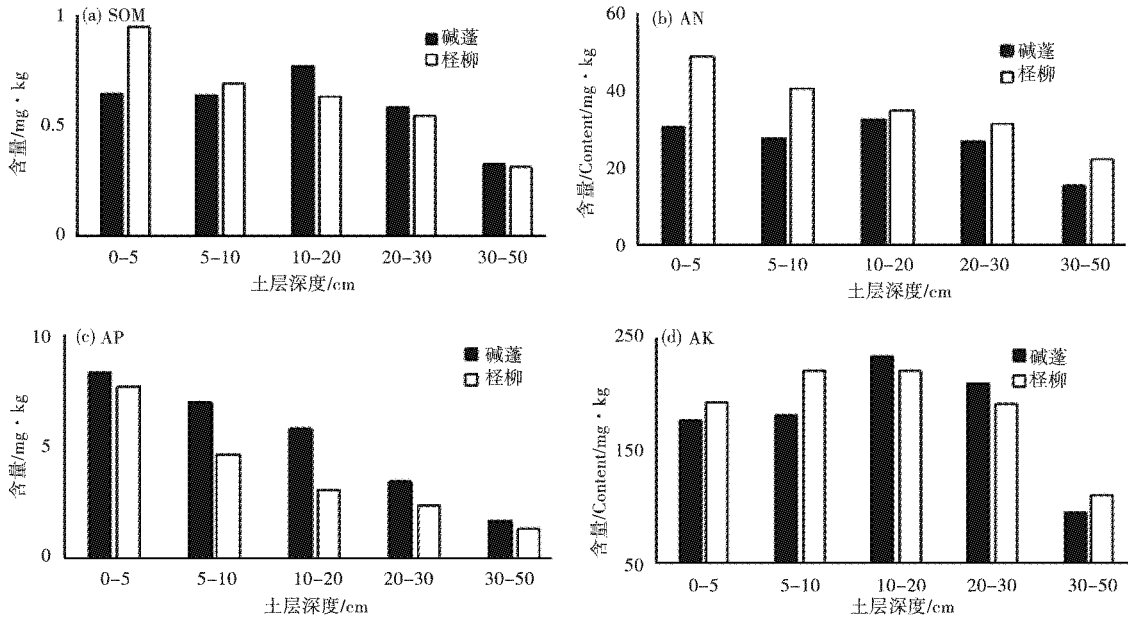 (a) SOM
1
0.5
0
含量/mg·kg
碱蓬
柽柳
0-5 5-10 10-20 20-30 30-50
土层深度/cm
(b) AN
60
40
20
0
含量/Content/mg·kg
碱蓬
柽柳
0-5 5-10 10-20 20-30 30-50
土层深度/cm
(c) AP
10
5
0
含量/mg·kg
碱蓬
柽柳
0-5 5-10 10-20 20-30 30-50
土层深度/cm
(d) AK
250
150
50
含量/Content/mg·kg
碱蓬
柽柳
0-5 5-10 10-20 20-30 30-50
土层深度/cm